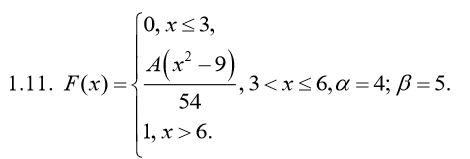 0, x ≤ 3,
1.11. F(x) = { A(x² − 9)/54, 3 < x ≤ 6, α = 4; β = 5.
1, x > 6.